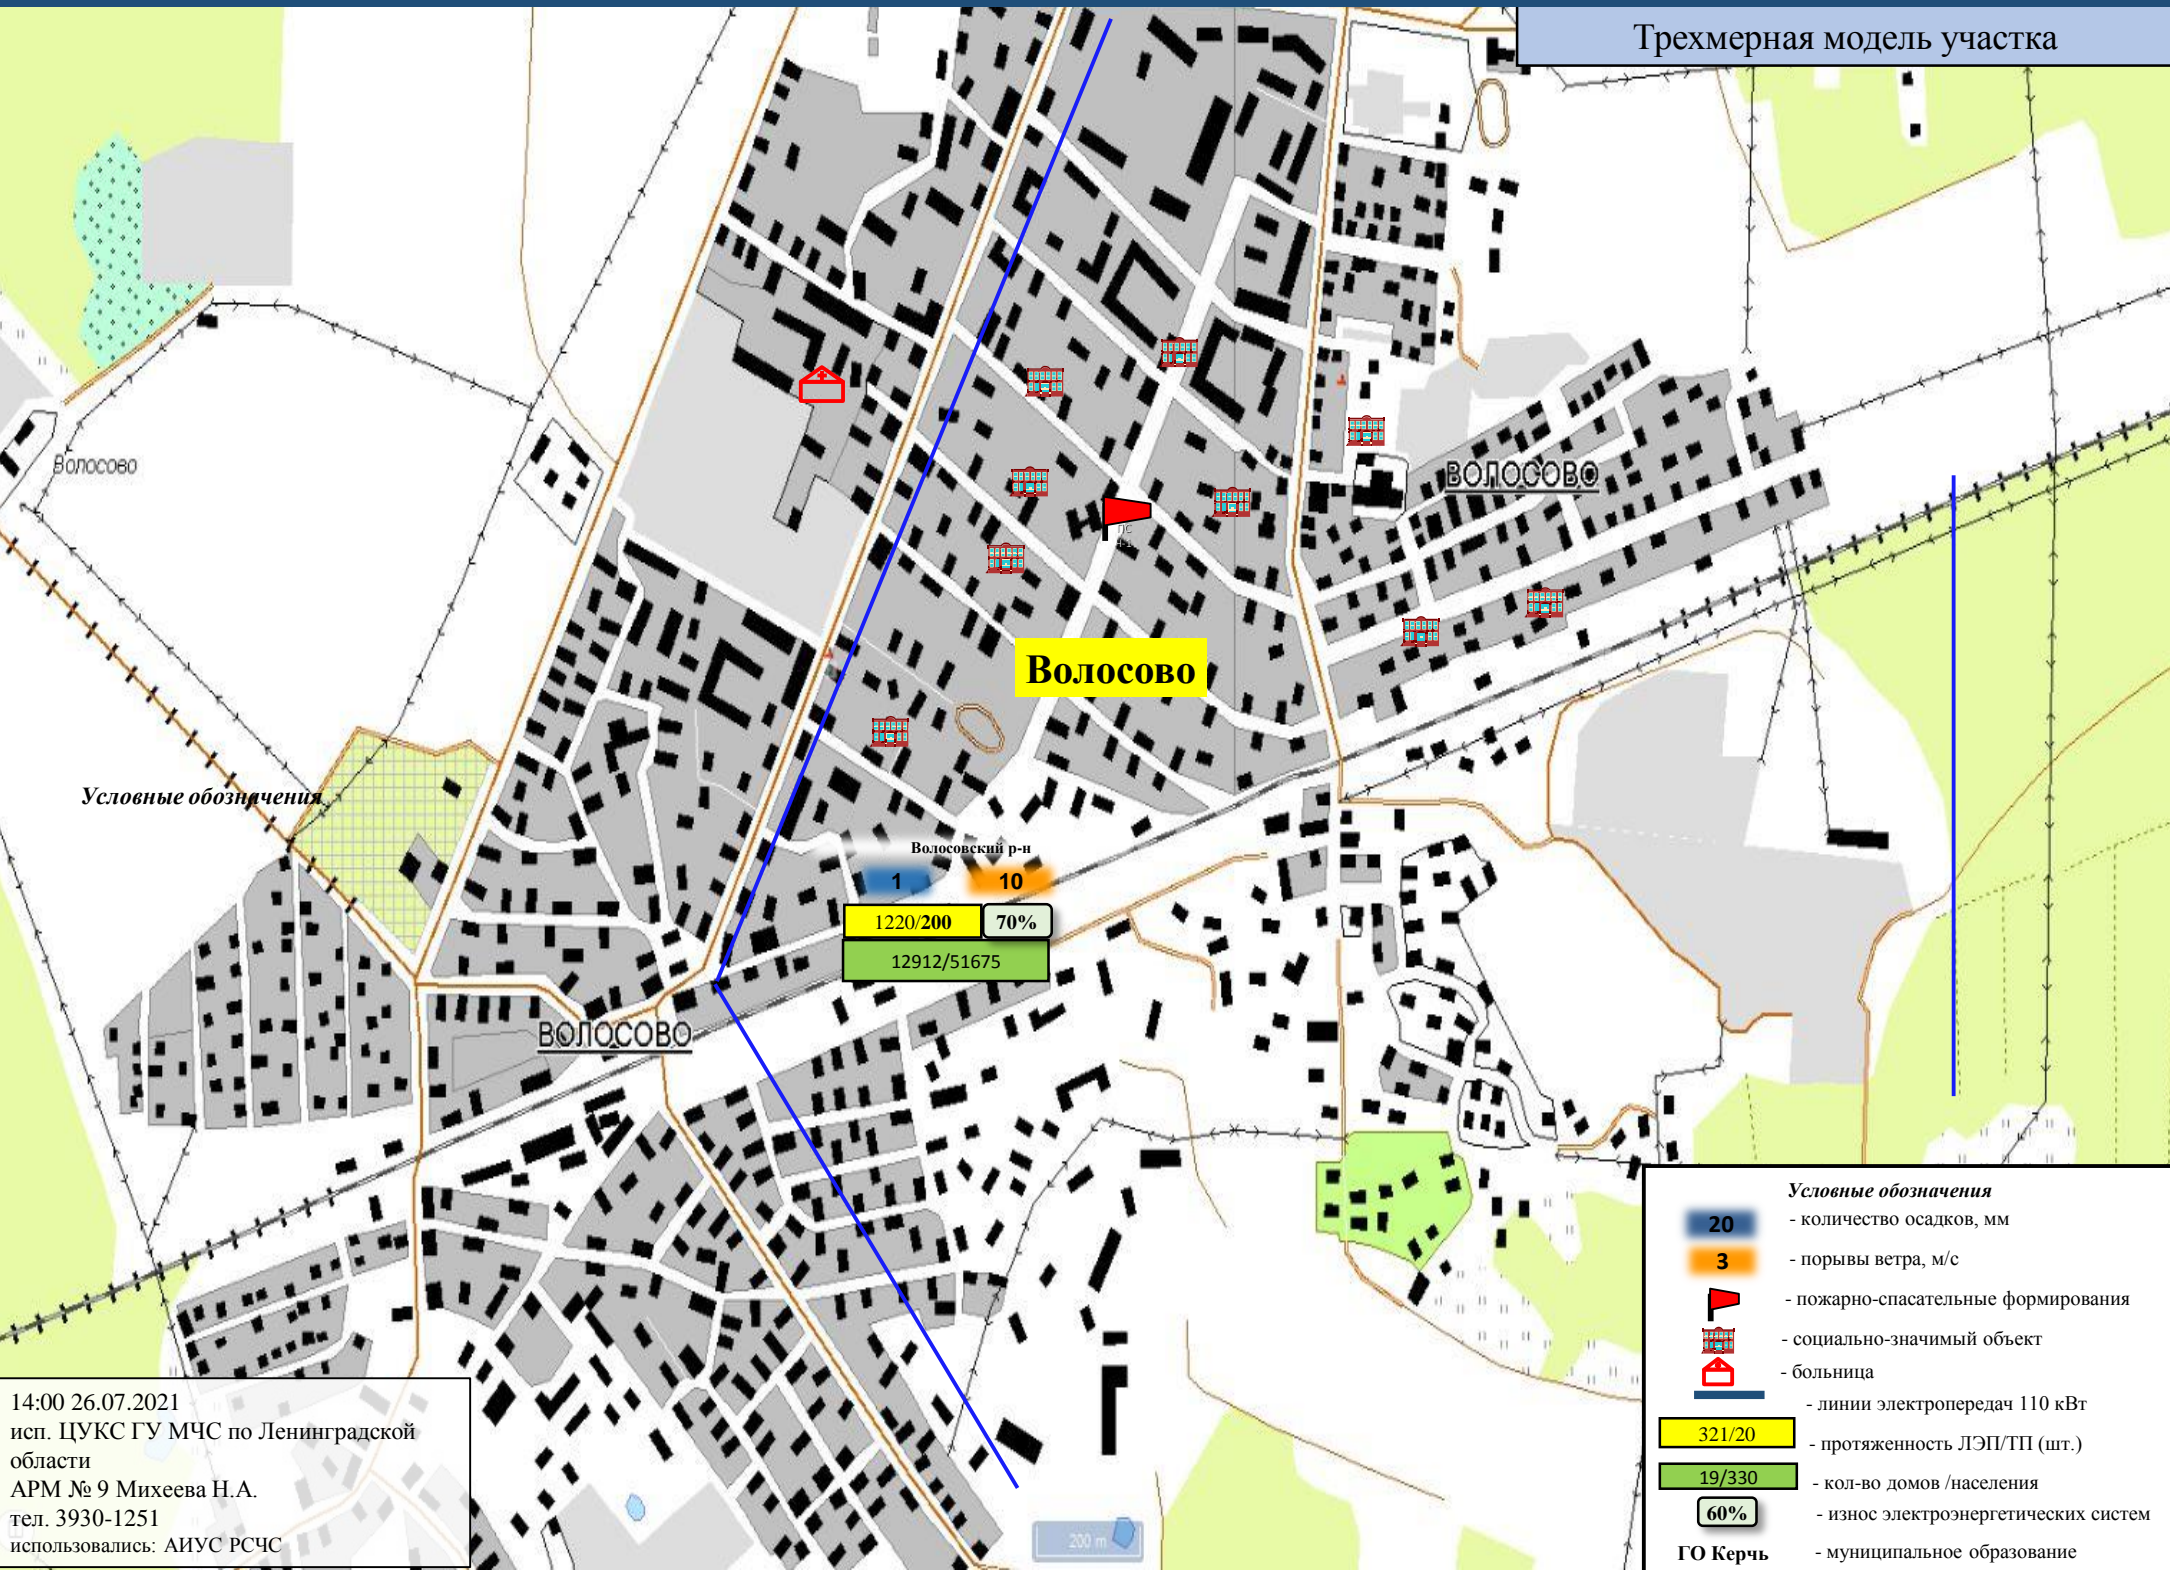 Трехмерная модель участка
Волосово
ВОЛОСОВО
ПС
Волосово
Условные обозначения
Волосовский р-н
1
10
1220/200
70%
12912/51675
ВОЛОСОВО
Условные обозначения
20
- количество осадков, мм
3
- порывы ветра, м/с
- пожарно-спасательные формирования
- социально-значимый объект
- больница
- линии электропередач 110 кВт
321/20
- протяженность ЛЭП/ТП (шт.)
19/330
- кол-во домов /населения
60%
- износ электроэнергетических систем
ГО Керчь
- муниципальное образование
14:00 26.07.2021
исп. ЦУКС ГУ МЧС по Ленинградской
области
АРМ № 9 Михеева Н.А.
тел. 3930-1251
использовались: АИУС РСЧС
200 m